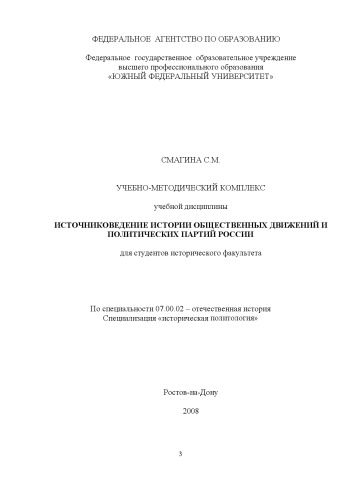 ФЕДЕРАЛЬНОЕ АГЕНТСТВО ПО ОБРАЗОВАНИЮ
Федеральное государственное образовательное учреждение
высшего профессионального образования
«ЮЖНЫЙ ФЕДЕРАЛЬНЫЙ УНИВЕРСИТЕТ»
СМАГИНА С.М.
УЧЕБНО-МЕТОДИЧЕСКИЙ КОМПЛЕКС
учебной дисциплины
ИСТОЧНИКОВЕДЕНИЕ ИСТОРИИ ОБЩЕСТВЕННЫХ ДВИЖЕНИЙ И
ПОЛИТИЧЕСКИХ ПАРТИЙ РОССИИ
для студентов исторического факультета
По специальности 07.00.02 – отечественная история
Специализация «историческая политология»
Ростов-на-Дону
2008
3